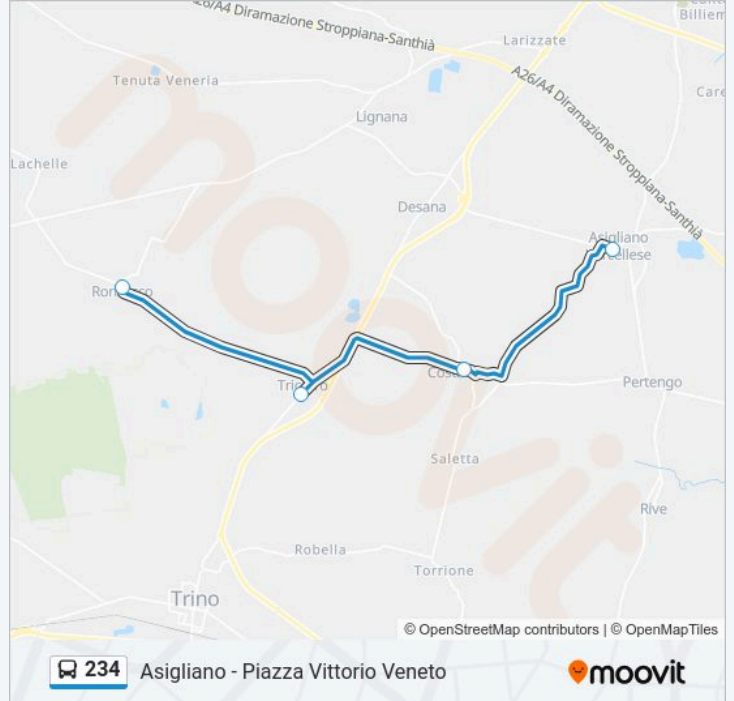 A26/A4 Diramazione Stroppiana-Santhià
Billiem
Larizzate
Tenuta Veneria
A26/A4 Diramazione Stroppiana-Santhià
Care
Lignana
Lachelle
Desana
Asigliano
moovit
Robella
Pertengo
Saletta
Rive
Torrione
Trino
© OpenStreetMap contributors | © OpenMapTiles
234 Asigliano - Piazza Vittorio Veneto
moovit